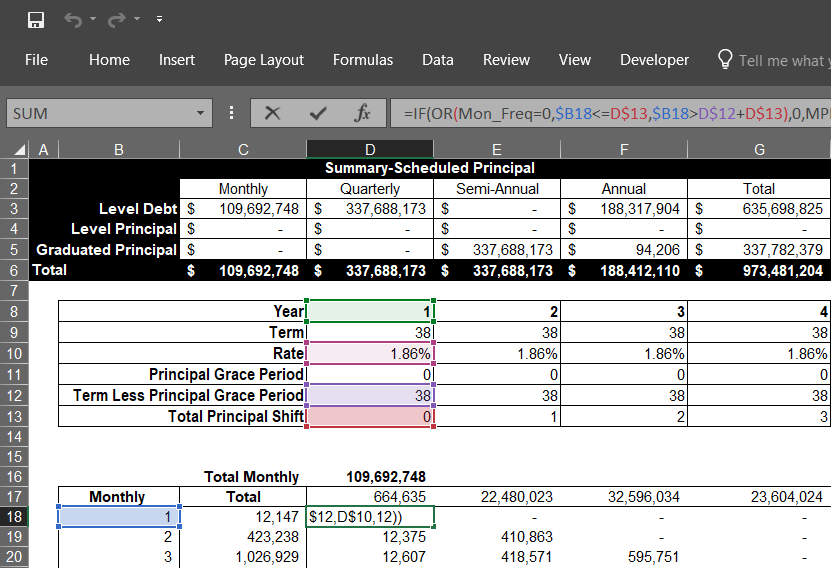 File Home Insert Page Layout Formulas Data Review View Developer Tell me what
SUM fx =IF(OR(Mon_Freq=0,$B18<=D$13,$B18>D$12+D$13),0,MP
A B C D E F G
1 Summary-Scheduled Principal
2 Monthly Quarterly Semi-Annual Annual Total
3 Level Debt $ 109,692,748 $ 337,688,173 $ - $ 188,317,904 $ 635,698,825
4 Level Principal $ - $ - $ - $ - $ -
5 Graduated Principal $ - $ - $ 337,688,173 $ 94,206 $ 337,782,379
6 Total $ 109,692,748 $ 337,688,173 $ 337,688,173 $ 188,412,110 $ 973,481,204
7
8 Year 1 2 3 4
9 Term 38 38 38 38
10 Rate 1.86% 1.86% 1.86% 1.86%
11 Principal Grace Period 0 0 0 0
12 Term Less Principal Grace Period 38 38 38 38
13 Total Principal Shift 0 1 2 3
14
15
16 Total Monthly 109,692,748
17 Monthly Total 664,635 22,480,023 32,596,034 23,604,024
18 1 12,147 $12,D$10,12)) - - -
19 2 423,238 12,375 410,863 - -
20 3 1,026,929 12,607 418,571 595,751 -